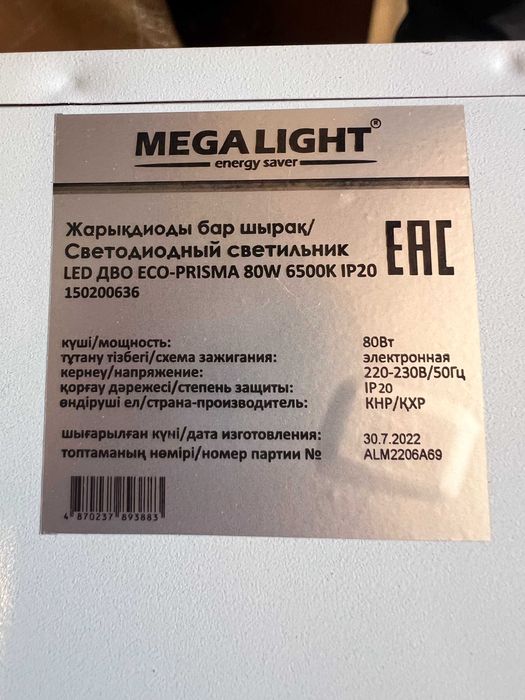 MEGALIGHT®
energy saver
Жарықдиоды бар шырақ/
Светодиодный светильник
LED ДВО ECO-PRISMA 80W 6500K IP20
150200636
EAC
күші/мощность: 80Вт
тұтану тізбегі/схема зажигания: электронная
кернеу/напряжение: 220-230В/50Гц
қорғау дәрежесі/степень защиты: IP20
өндіруші ел/страна-производитель: КНР/ҚХР
шығарылған күні/дата изготовления: 30.7.2022
топтаманың нөмірі/номер партии № ALM2206A69
4 870237 893883